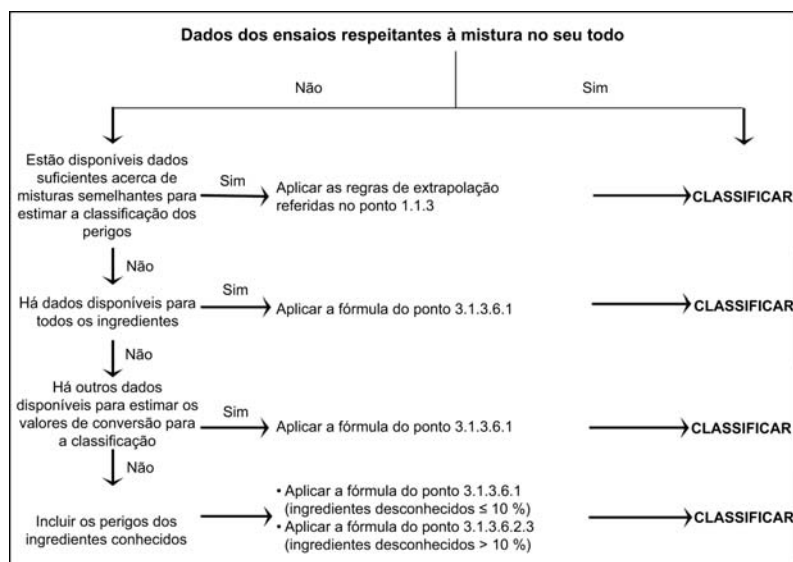 Dados dos ensaios respeitantes à mistura no seu todo
Não
Sim
Estão disponíveis dados
suficientes acerca de
misturas semelhantes para
estimar a classificação dos
perigos
Sim
Aplicar as regras de extrapolação
referidas no ponto 1.1.3
CLASSIFICAR
Não
Há dados disponíveis para
todos os ingredientes
Sim
Aplicar a fórmula do ponto 3.1.3.6.1
CLASSIFICAR
Não
Há outros dados
disponíveis para estimar os
valores de conversão para
a classificação
Sim
Aplicar a fórmula do ponto 3.1.3.6.1
CLASSIFICAR
Não
Incluir os perigos dos
ingredientes conhecidos
• Aplicar a fórmula do ponto 3.1.3.6.1
(ingredientes desconhecidos ≤ 10 %)
• Aplicar a fórmula do ponto 3.1.3.6.2.3
(ingredientes desconhecidos > 10 %)
CLASSIFICAR